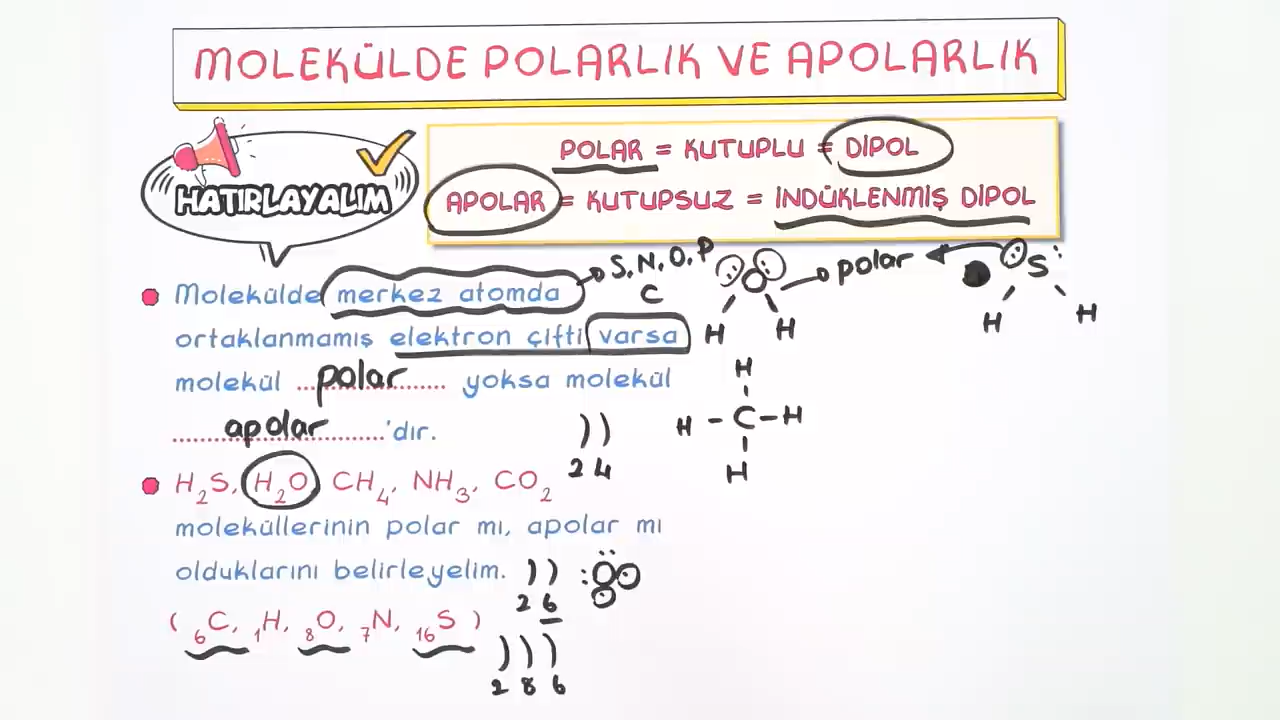 MOLEKÜLDE POLARLIK VE APOLARLIK
HATIRLAYALIM
POLAR = KUTUPLU = DİPOL
APOLAR = KUTUPSUZ = İNDÜKLENMİŞ DİPOL
Molekülde merkez atomda S, N, O, P
C
ortaklanmamış elektron çifti varsa
molekül polar yoksa molekül
apolar 'dır.
O polar S
H H H H
H
H - C - H
H
2 4
H₂S, H₂O, CH₄, NH₃, CO₂
moleküllerinin polar mı, apolar mı
olduklarını belirleyelim.
O
2 6
( ₆C, ₁H, ₈O, ₇N, ₁₆S )
2 8 6